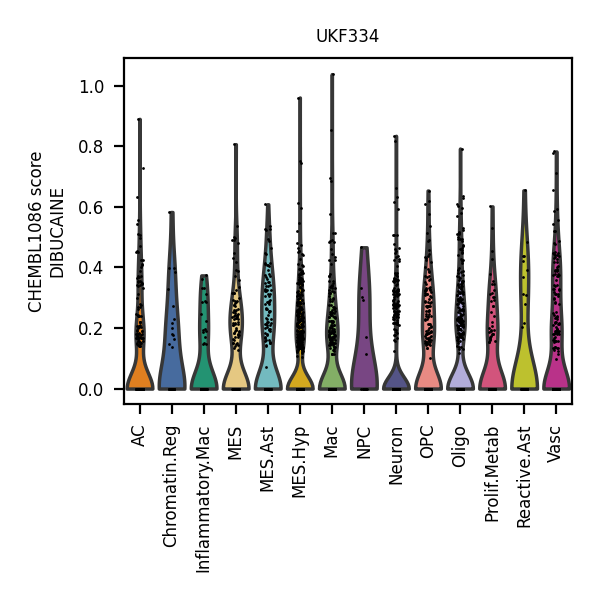 UKF334
CHEMBL1086 score
DIBUCAINE
1.0
0.8
0.6
0.4
0.2
0.0
AC
Chromatin.Reg
Inflammatory.Mac
MES
MES.Ast
MES.Hyp
Mac
NPC
Neuron
OPC
Oligo
Prolif.Metab
Reactive.Ast
Vasc